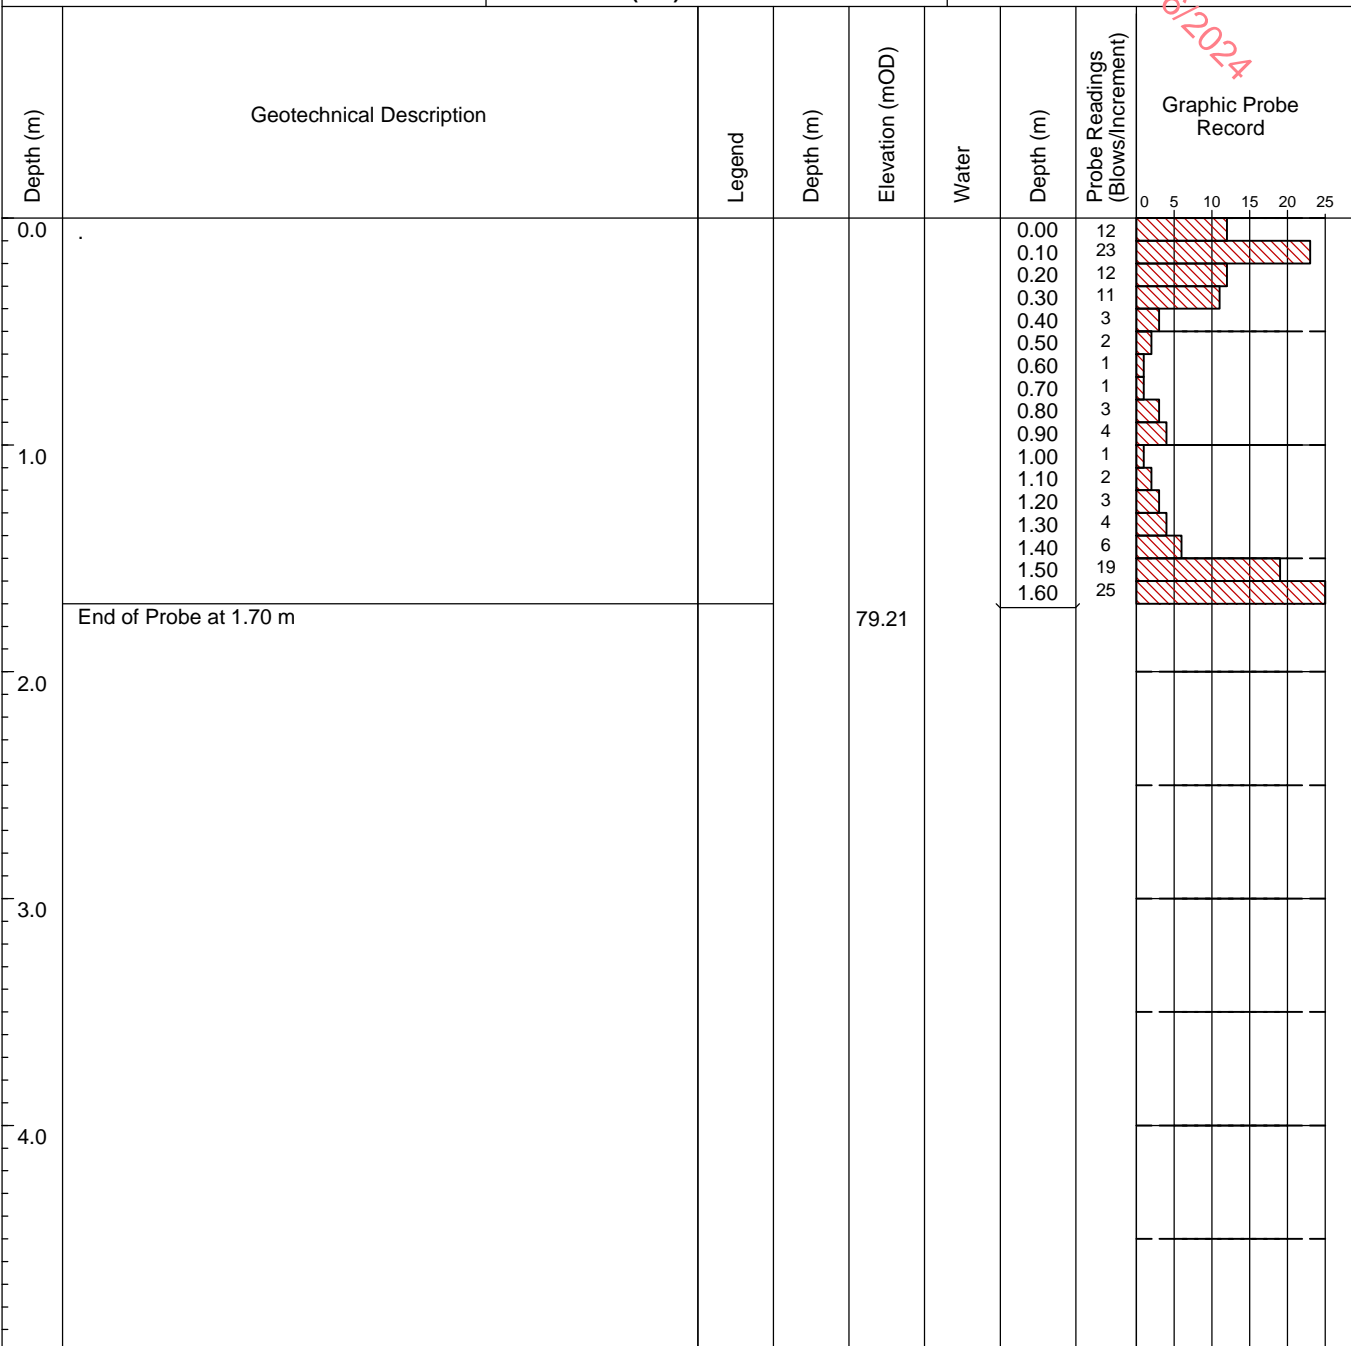 6/2024
Depth (m)
Geotechnical Description
Legend
Depth (m)
Elevation (mOD)
Water
Depth (m)
Probe Readings
(Blows/Increment)
Graphic Probe
Record
0 5 10 15 20 25
0.0 . 0.00 12
0.10 23
0.20 12
0.30 11
0.40 3
0.50 2
0.60 1
0.70 1
0.80 3
0.90 4
1.0 1.00 1
1.10 2
1.20 3
1.30 4
1.40 6
1.50 19
1.60 25
End of Probe at 1.70 m 79.21
2.0
3.0
4.0